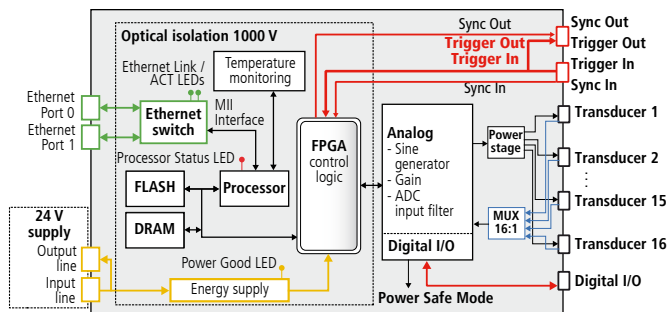 Optical isolation 1000 V
Sync Out
Sync Out
Trigger Out
Trigger Out
Trigger In
Trigger In
Sync In
Sync In
Ethernet Link /
ACT LEDs
Temperature
monitoring
Ethernet
Port 0
Ethernet
Port 1
Ethernet
switch
MII
Interface
Processor Status LED
FLASH
Processor
DRAM
FPGA
control
logic
Analog
- Sine
generator
- Gain
- ADC
input filter
Digital I/O
Power
stage
MUX
16:1
Transducer 1
Transducer 2
Transducer 15
Transducer 16
Digital I/O
24 V
supply
Output
line
Input
line
Power Good LED
Energy supply
Power Safe Mode